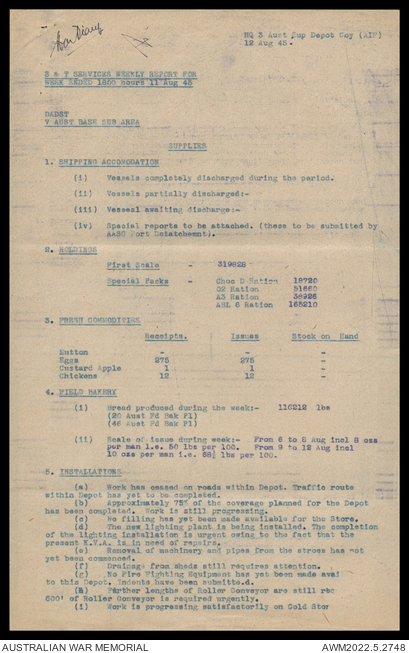 War Diary
HQ 3 Aust Sup Depot Coy (AIF)
12 Aug 45.
S & T SERVICES WEEKLY REPORT FOR
WEEK ENDED 1800 hours 11 Aug 45
DADST
7 AUST BASE SUB AREA
SUPPLIES
1. SHIPPING ACCOMODATION
(i) Vessels completely discharged during the period.
(ii) Vessels partially discharged:-
(iii) Vesseal awaiting discharge:-
(iv) Special reports to be attached. (these to be submitted by
AASC Port Detatchemnt).
2. HOLDINGS
First Scale - 319828
Special Packs - Choc D Ration 18720
O2 Ration 51660
A3 Ration 36926
ASL 6 Ration 165210
3. FRESH COMMODITIES
Receipts. Issues Stock on Hand
Mutton - - -
Eggs 275 275 -
Custard Apple 1 1 -
Chickens 12 12 -
4. FIELD BAKERY
(i) Bread produced during the week:- 116212 lbs
(20 Aust Fd Bak Pl)
(46 Aust Fd Bak Pl)
(ii) Scale of issue during week:- From 6 to 8 Aug incl 8 ozs
per man i.e. 50 lbs per 100. From 9 to 12 Aug incl
10 ozs per man i.e. 62½ lbs per 100.
5. INSTALLATIONS
(a) Work has ceased on roads within Depot. Traffic route
within Depot has yet to be completed.
(b) Approximately 75% of the coverage planned for the Depot
has been completed. Work is still progressing.
(c) No filling has yet been made available for the Store.
(d) The new lighting plant is being installed. The completion
of the lighting installation is urgent owing to the fact that the
present K.V.A. is in need of repairs.
(e) Removal of machinery and pipes from the stroes has not
yet been commenced.
(f) Drainage from sheds still requires attention.
(g) No Fire Fighting Equipment has yet been made avai
to this Depot. Indents have been submitte.d.
(h) Further lengths of Roller Conveyor are still rec
600' of Roller Conveyor is required urgently.
(i) Work is progressing satisfactorily on Cold Stor
AUSTRALIAN WAR MEMORIAL
AWM2022.5.2748